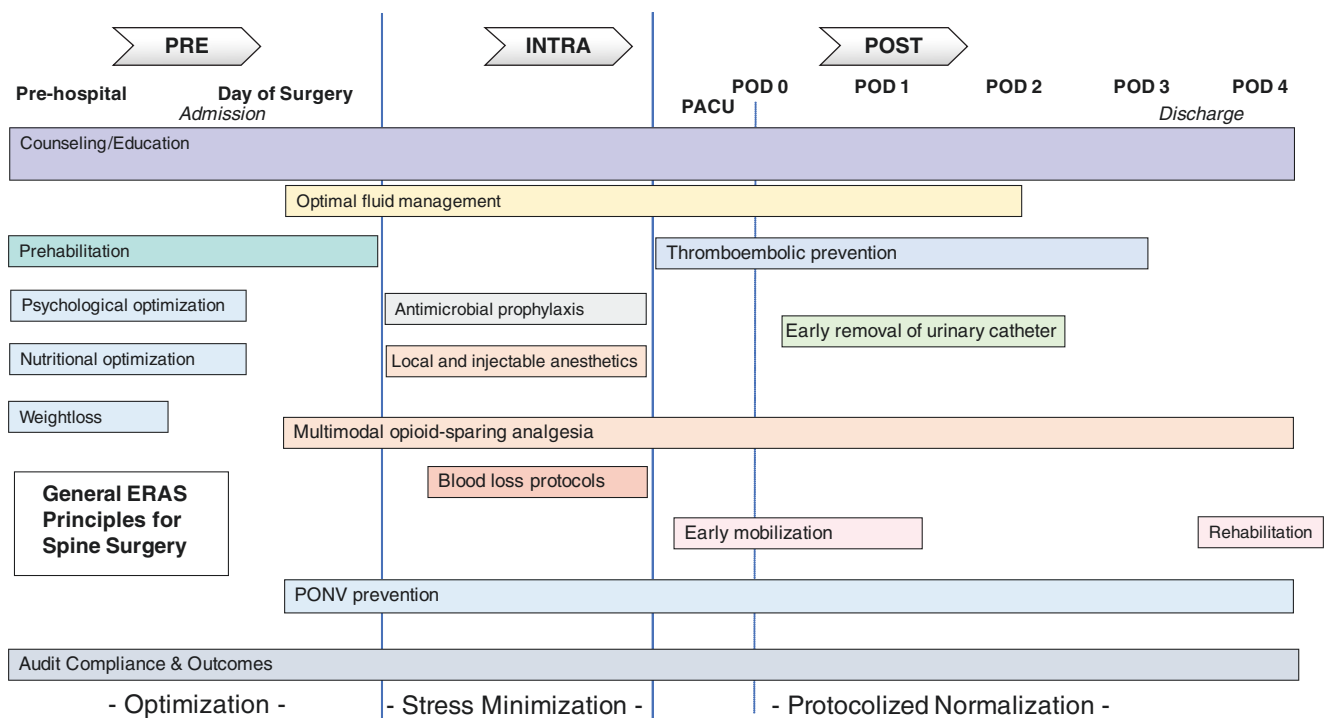 PRE
INTRA
POST
Pre-hospital
Day of Surgery
Admission
PACU
POD 0
POD 1
POD 2
POD 3
POD 4
Discharge
Counseling/Education
Optimal fluid management
Prehabilitation
Thromboembolic prevention
Psychological optimization
Antimicrobial prophylaxis
Early removal of urinary catheter
Nutritional optimization
Local and injectable anesthetics
Weightloss
Multimodal opioid-sparing analgesia
Blood loss protocols
General ERAS
Principles for
Spine Surgery
Early mobilization
Rehabilitation
PONV prevention
Audit Compliance & Outcomes
- Optimization -
- Stress Minimization -
- Protocolized Normalization -